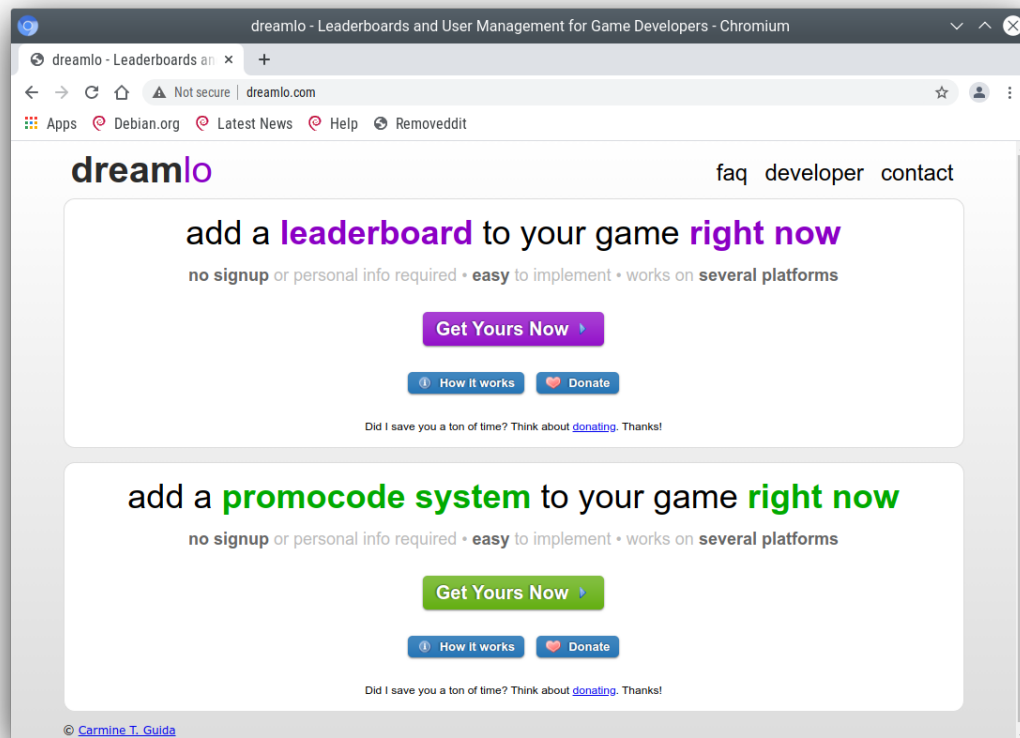 dreamlo - Leaderboards and User Management for Game Developers - Chromium
dreamlo - Leaderboards an
Not secure | dreamlo.com
Apps Debian.org Latest News Help Removeddit
dreamlo
faq developer contact
add a leaderboard to your game right now
no signup or personal info required • easy to implement • works on several platforms
Get Yours Now
How it works Donate
Did I save you a ton of time? Think about donating. Thanks!
add a promocode system to your game right now
no signup or personal info required • easy to implement • works on several platforms
Get Yours Now
How it works Donate
Did I save you a ton of time? Think about donating. Thanks!
© Carmine T. Guida